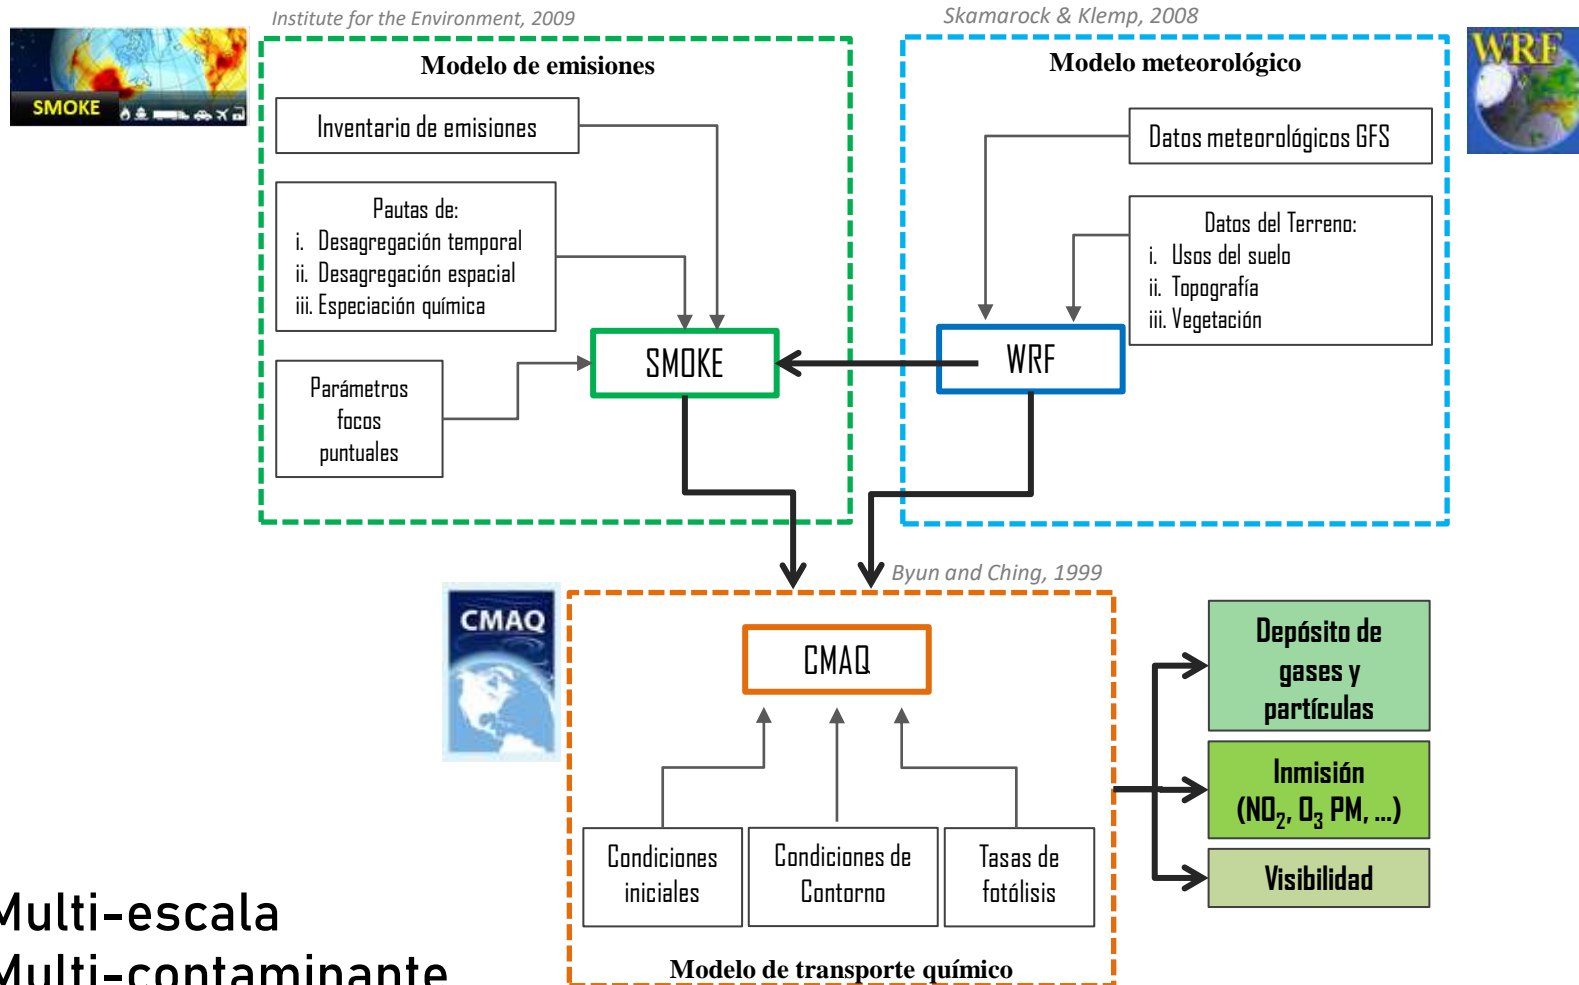 Institute for the Environment, 2009
Skamarock & Klemp, 2008
SMOKE
WRF
Modelo de emisiones
Inventario de emisiones
Pautas de:
i. Desagregación temporal
ii. Desagregación espacial
iii. Especiación química
Parámetros
focos
puntuales
SMOKE
Modelo meteorológico
Datos meteorológicos GFS
Datos del Terreno:
i. Usos del suelo
ii. Topografía
iii. Vegetación
WRF
Byun and Ching, 1999
CMAQ
CMAQ
Condiciones
iniciales
Condiciones de
Contorno
Tasas de
fotólisis
Modelo de transporte químico
Depósito de
gases y
partículas
Inmisión
(NO₂, O₃ PM, ...)
Visibilidad
Multi-escala
Multi-contaminante